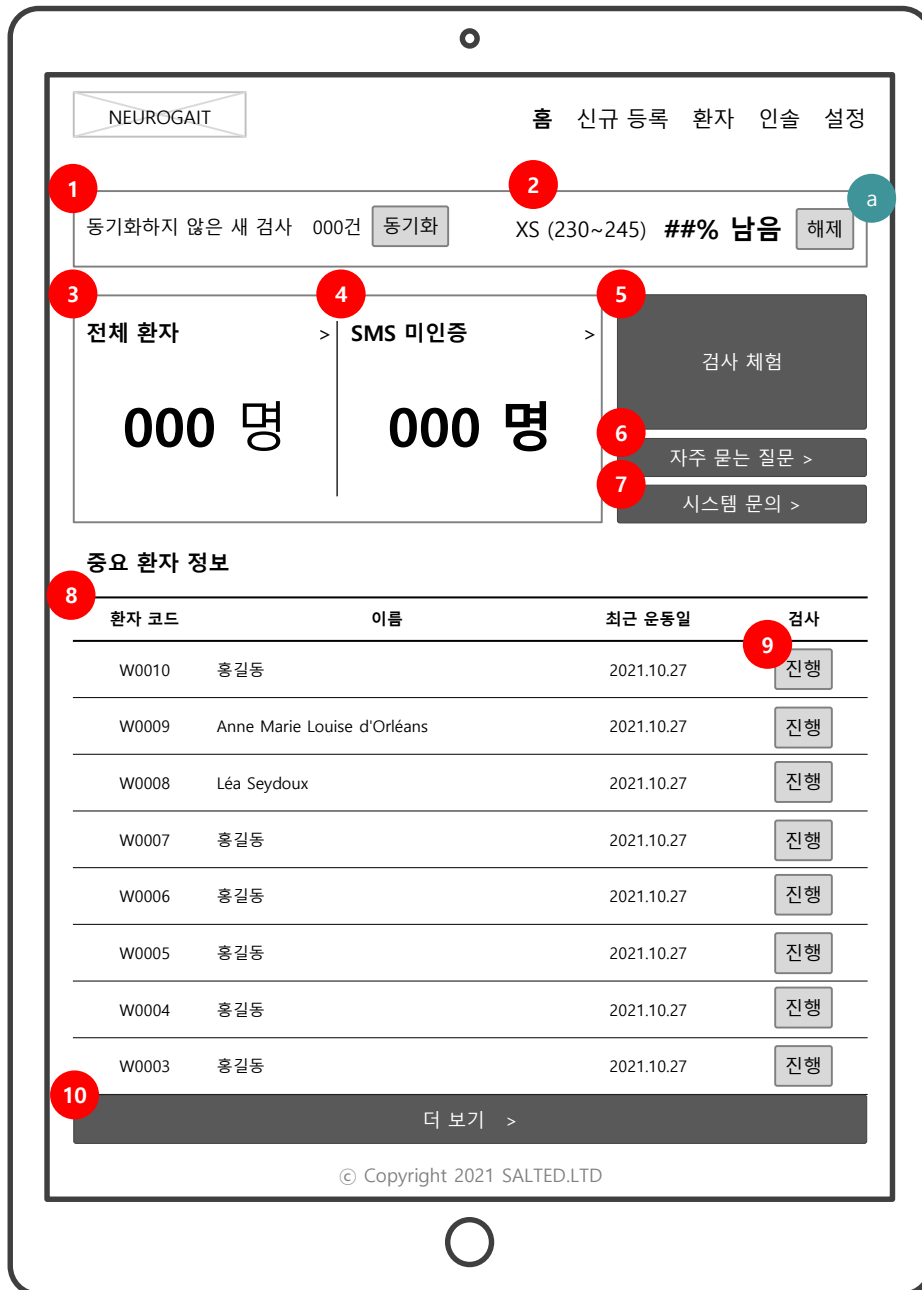 NEUROGAIT
홈 신규 등록 환자 인솔 설정
1
2
a
동기화하지 않은 새 검사 000건 동기화
XS (230~245) ##% 남음 해제
3
4
5
전체 환자 >
SMS 미인증 >
검사 체험
000 명
000 명
6
자주 묻는 질문 >
7
시스템 문의 >
중요 환자 정보
8
환자 코드 이름 최근 운동일 검사
9
W0010 홍길동 2021.10.27 진행
W0009 Anne Marie Louise d'Orléans 2021.10.27 진행
W0008 Léa Seydoux 2021.10.27 진행
W0007 홍길동 2021.10.27 진행
W0006 홍길동 2021.10.27 진행
W0005 홍길동 2021.10.27 진행
W0004 홍길동 2021.10.27 진행
W0003 홍길동 2021.10.27 진행
10
더 보기 >
ⓒ Copyright 2021 SALTED.LTD